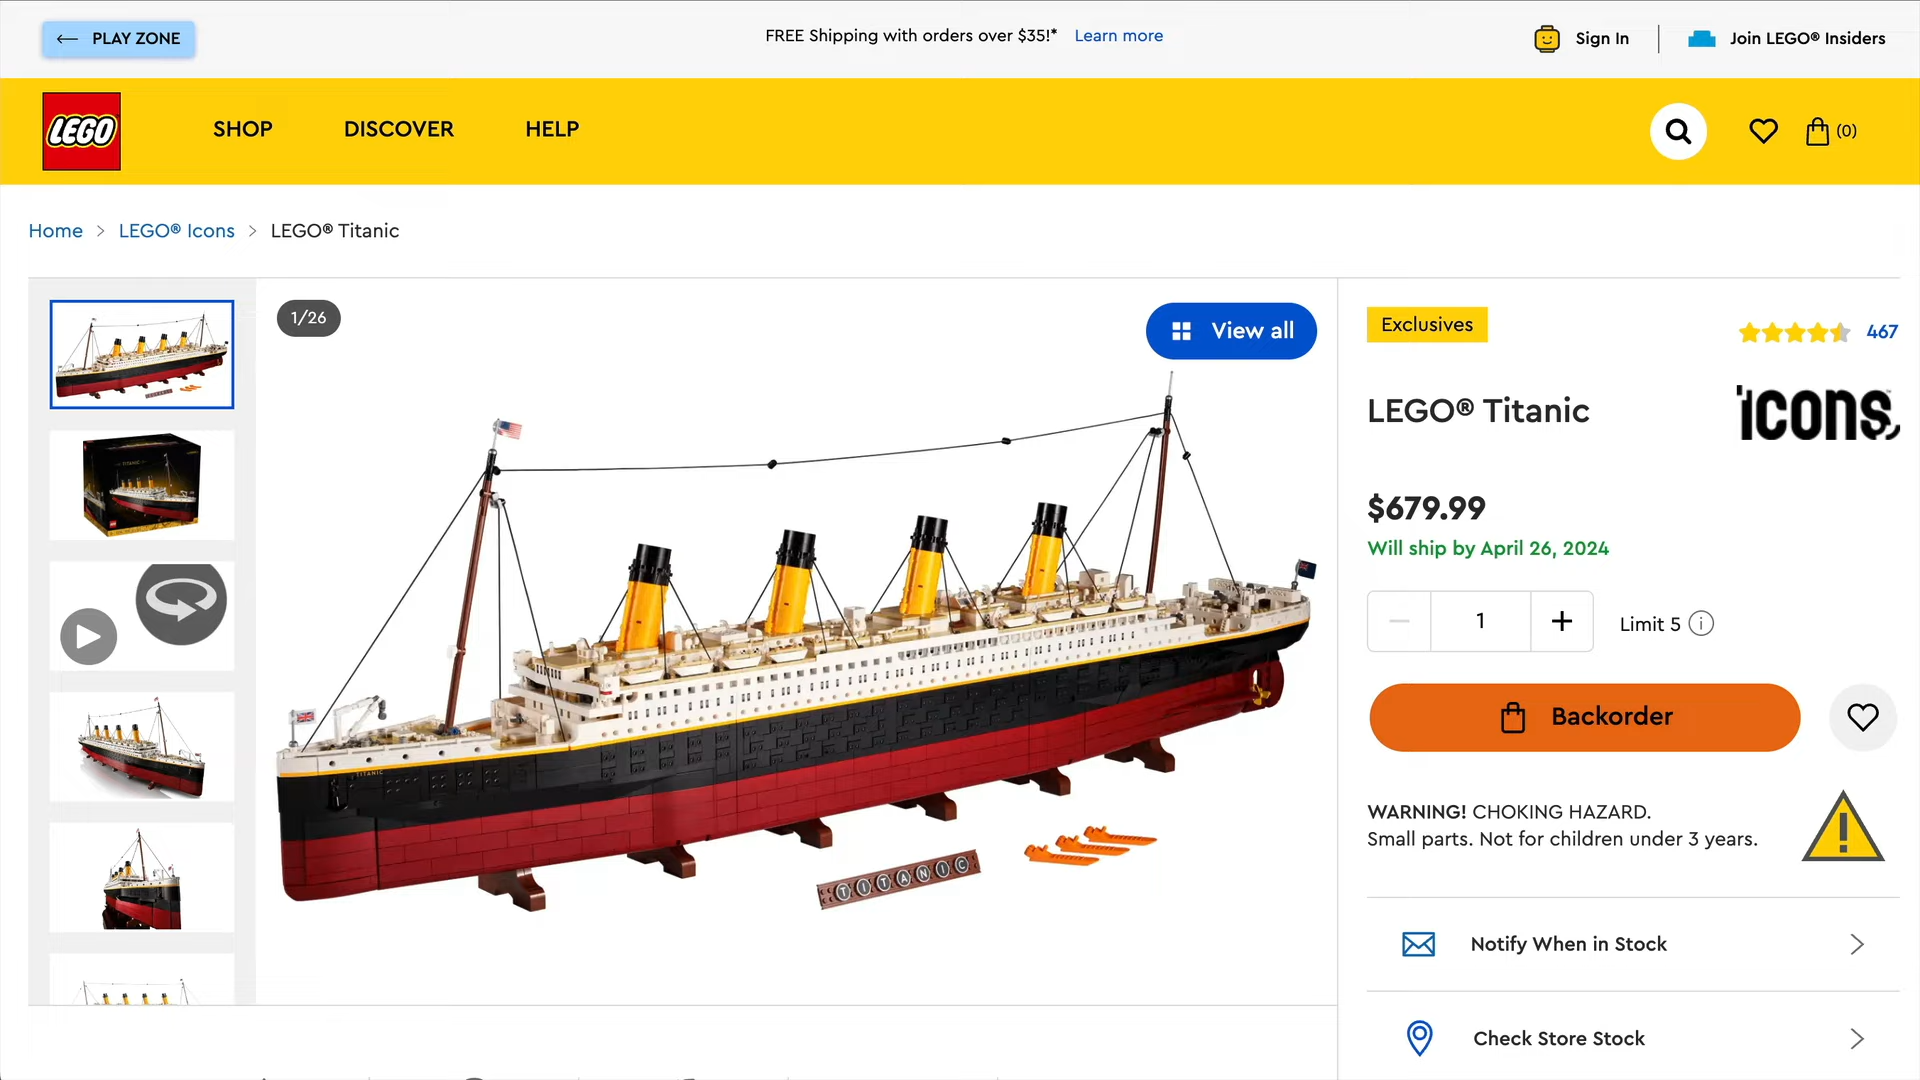 PLAY ZONE
FREE Shipping with orders over $35!* Learn more
Sign In
Join LEGO® Insiders
LEGO
SHOP
DISCOVER
HELP
(0)
Home > LEGO® Icons > LEGO® Titanic
1/26
View all
TITANIC
TITANIC
Exclusives
467
LEGO® Titanic
icons
$679.99
Will ship by April 26, 2024
1
Limit 5
Backorder
WARNING! CHOKING HAZARD.
Small parts. Not for children under 3 years.
Notify When in Stock
Check Store Stock